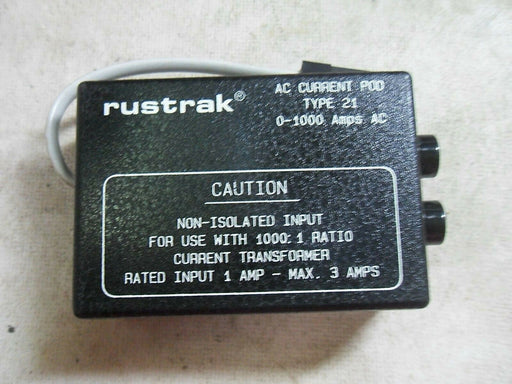 rustrak®
AC CURRENT POD
TYPE 21
0-1000 Amps AC
CAUTION
NON-ISOLATED INPUT
FOR USE WITH 1000:1 RATIO
CURRENT TRANSFORMER
RATED INPUT 1 AMP - MAX. 3 AMPS